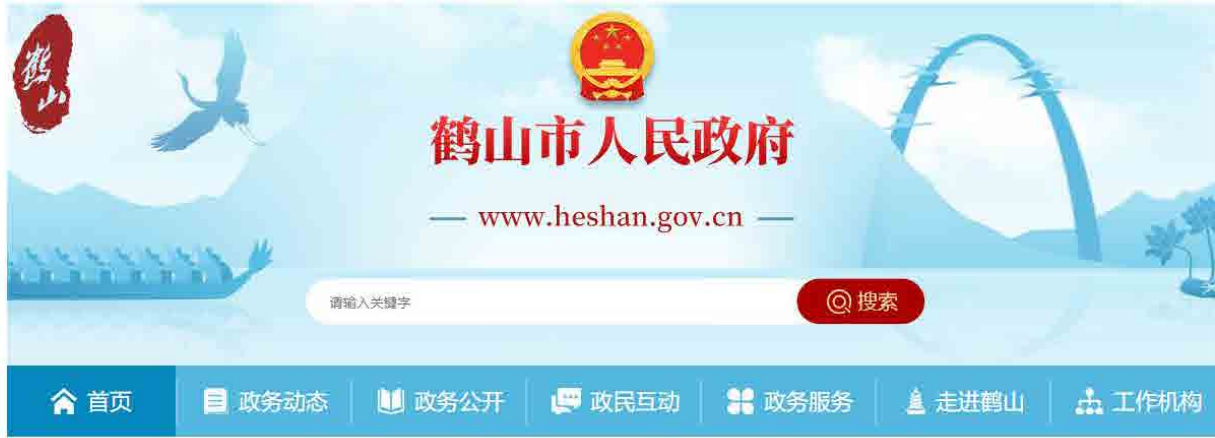 鹤山
鹤山市人民政府
www.heshan.gov.cn
请输入关键字
搜索
首页
政务动态
政务公开
政民互动
政务服务
走进鹤山
工作机构